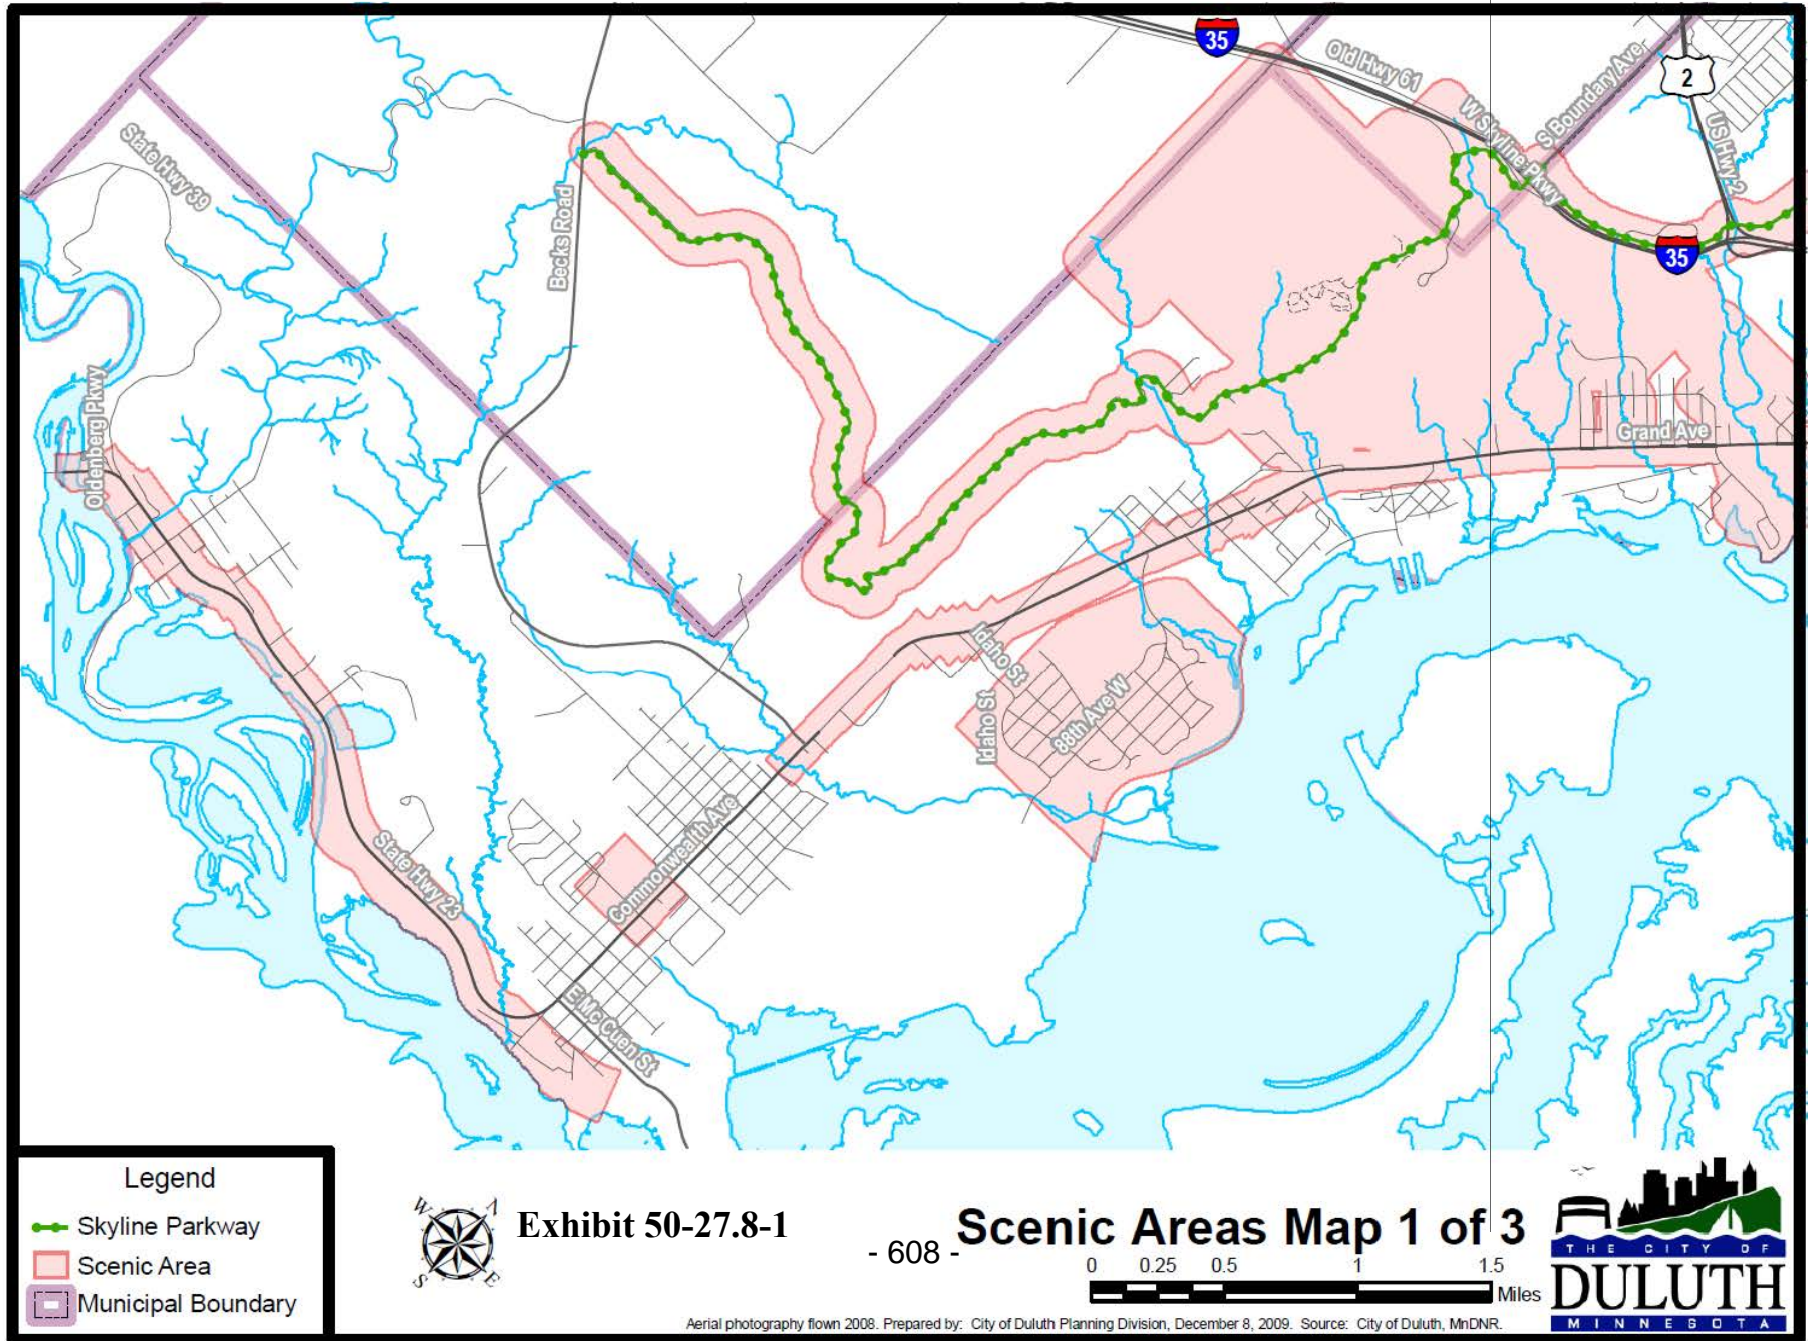 35
Old Hwy 61
S Boundary Ave
2
US Hwy 2
W Skyline Pkwy
State Hwy 39
Becks Road
35
Oldenberg Pkwy
Grand Ave
Idaho St
Idaho St
88th Ave W
Commonwealth Ave
State Hwy 23
E Mc Cuen St
Legend
Skyline Parkway
Scenic Area
Municipal Boundary
W
S
E
Exhibit 50-27.8-1
- 608 -
Scenic Areas Map 1 of 3
0 0.25 0.5 1 1.5
Miles
Aerial photography flown 2008. Prepared by: City of Duluth Planning Division, December 8, 2009. Source: City of Duluth, MnDNR.
THE CITY OF
DULUTH
MINNESOTA